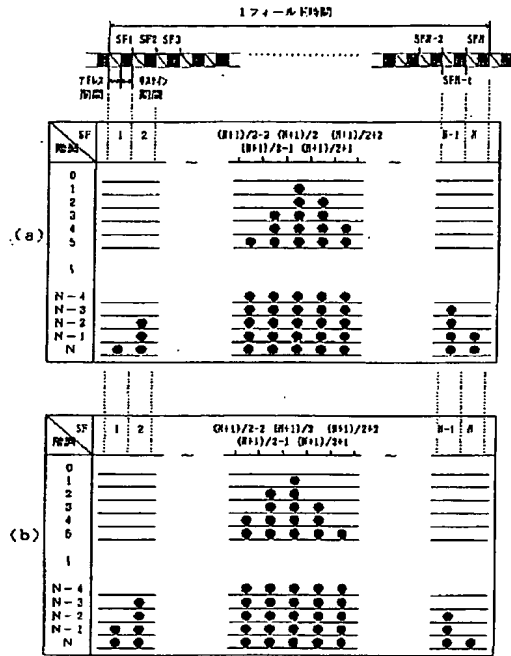 1フィールド時間
SF1 SF2 SF3 SFN-2 SFN
SFN-1
アドレス期間 サステイン期間
(a)
SF 1 2 (N+1)/2-2 (N+1)/2 (N+1)/2+2 N-1 N
階調 (N+1)/2-1 (N+1)/2+1
0
1
2
3
4
5
N-4
N-3
N-2
N-1
N
(b)
SF 1 2 (N+1)/2-2 (N+1)/2 (N+1)/2+2 N-1 N
階調 (N+1)/2-1 (N+1)/2+1
0
1
2
3
4
5
N-4
N-3
N-2
N-1
N